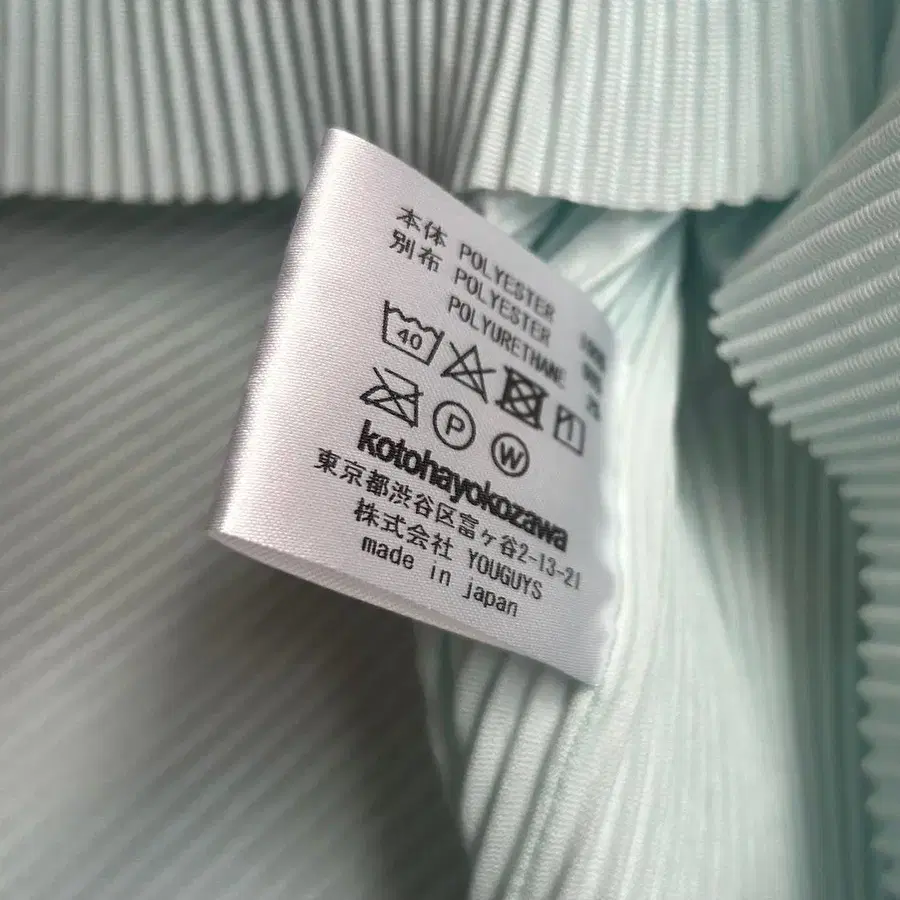 本体 POLYESTER
別布 POLYESTER
POLYURETHANE
40
P W
kotohayokozawa
東京都渋谷区富ヶ谷2-13-21
株式会社 YOUGUYS
made in japan